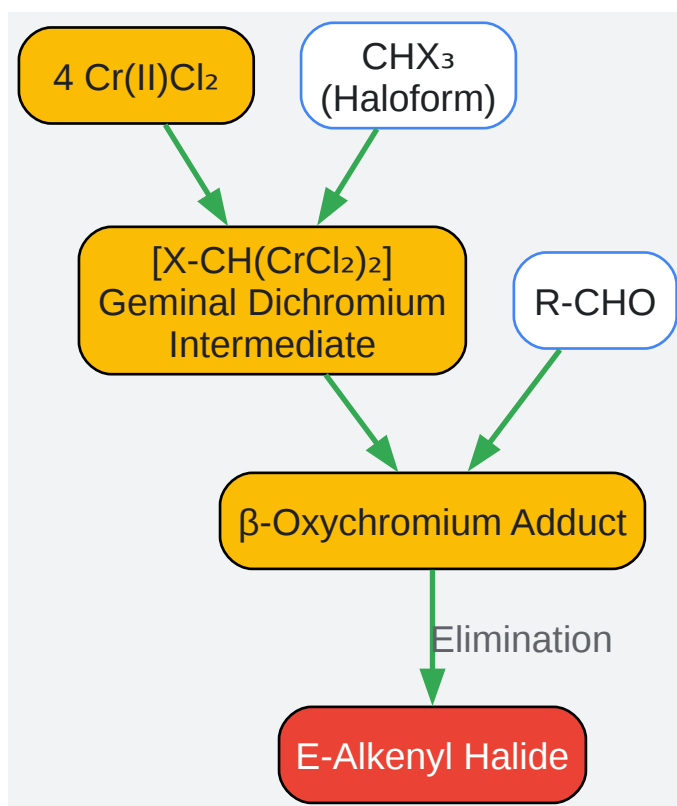 4 Cr(II)Cl₂
CHX₃
(Haloform)
[X-CH(CrCl₂)₂]
Geminal Dichromium
Intermediate
R-CHO
β-Oxychromium Adduct
Elimination
E-Alkenyl Halide